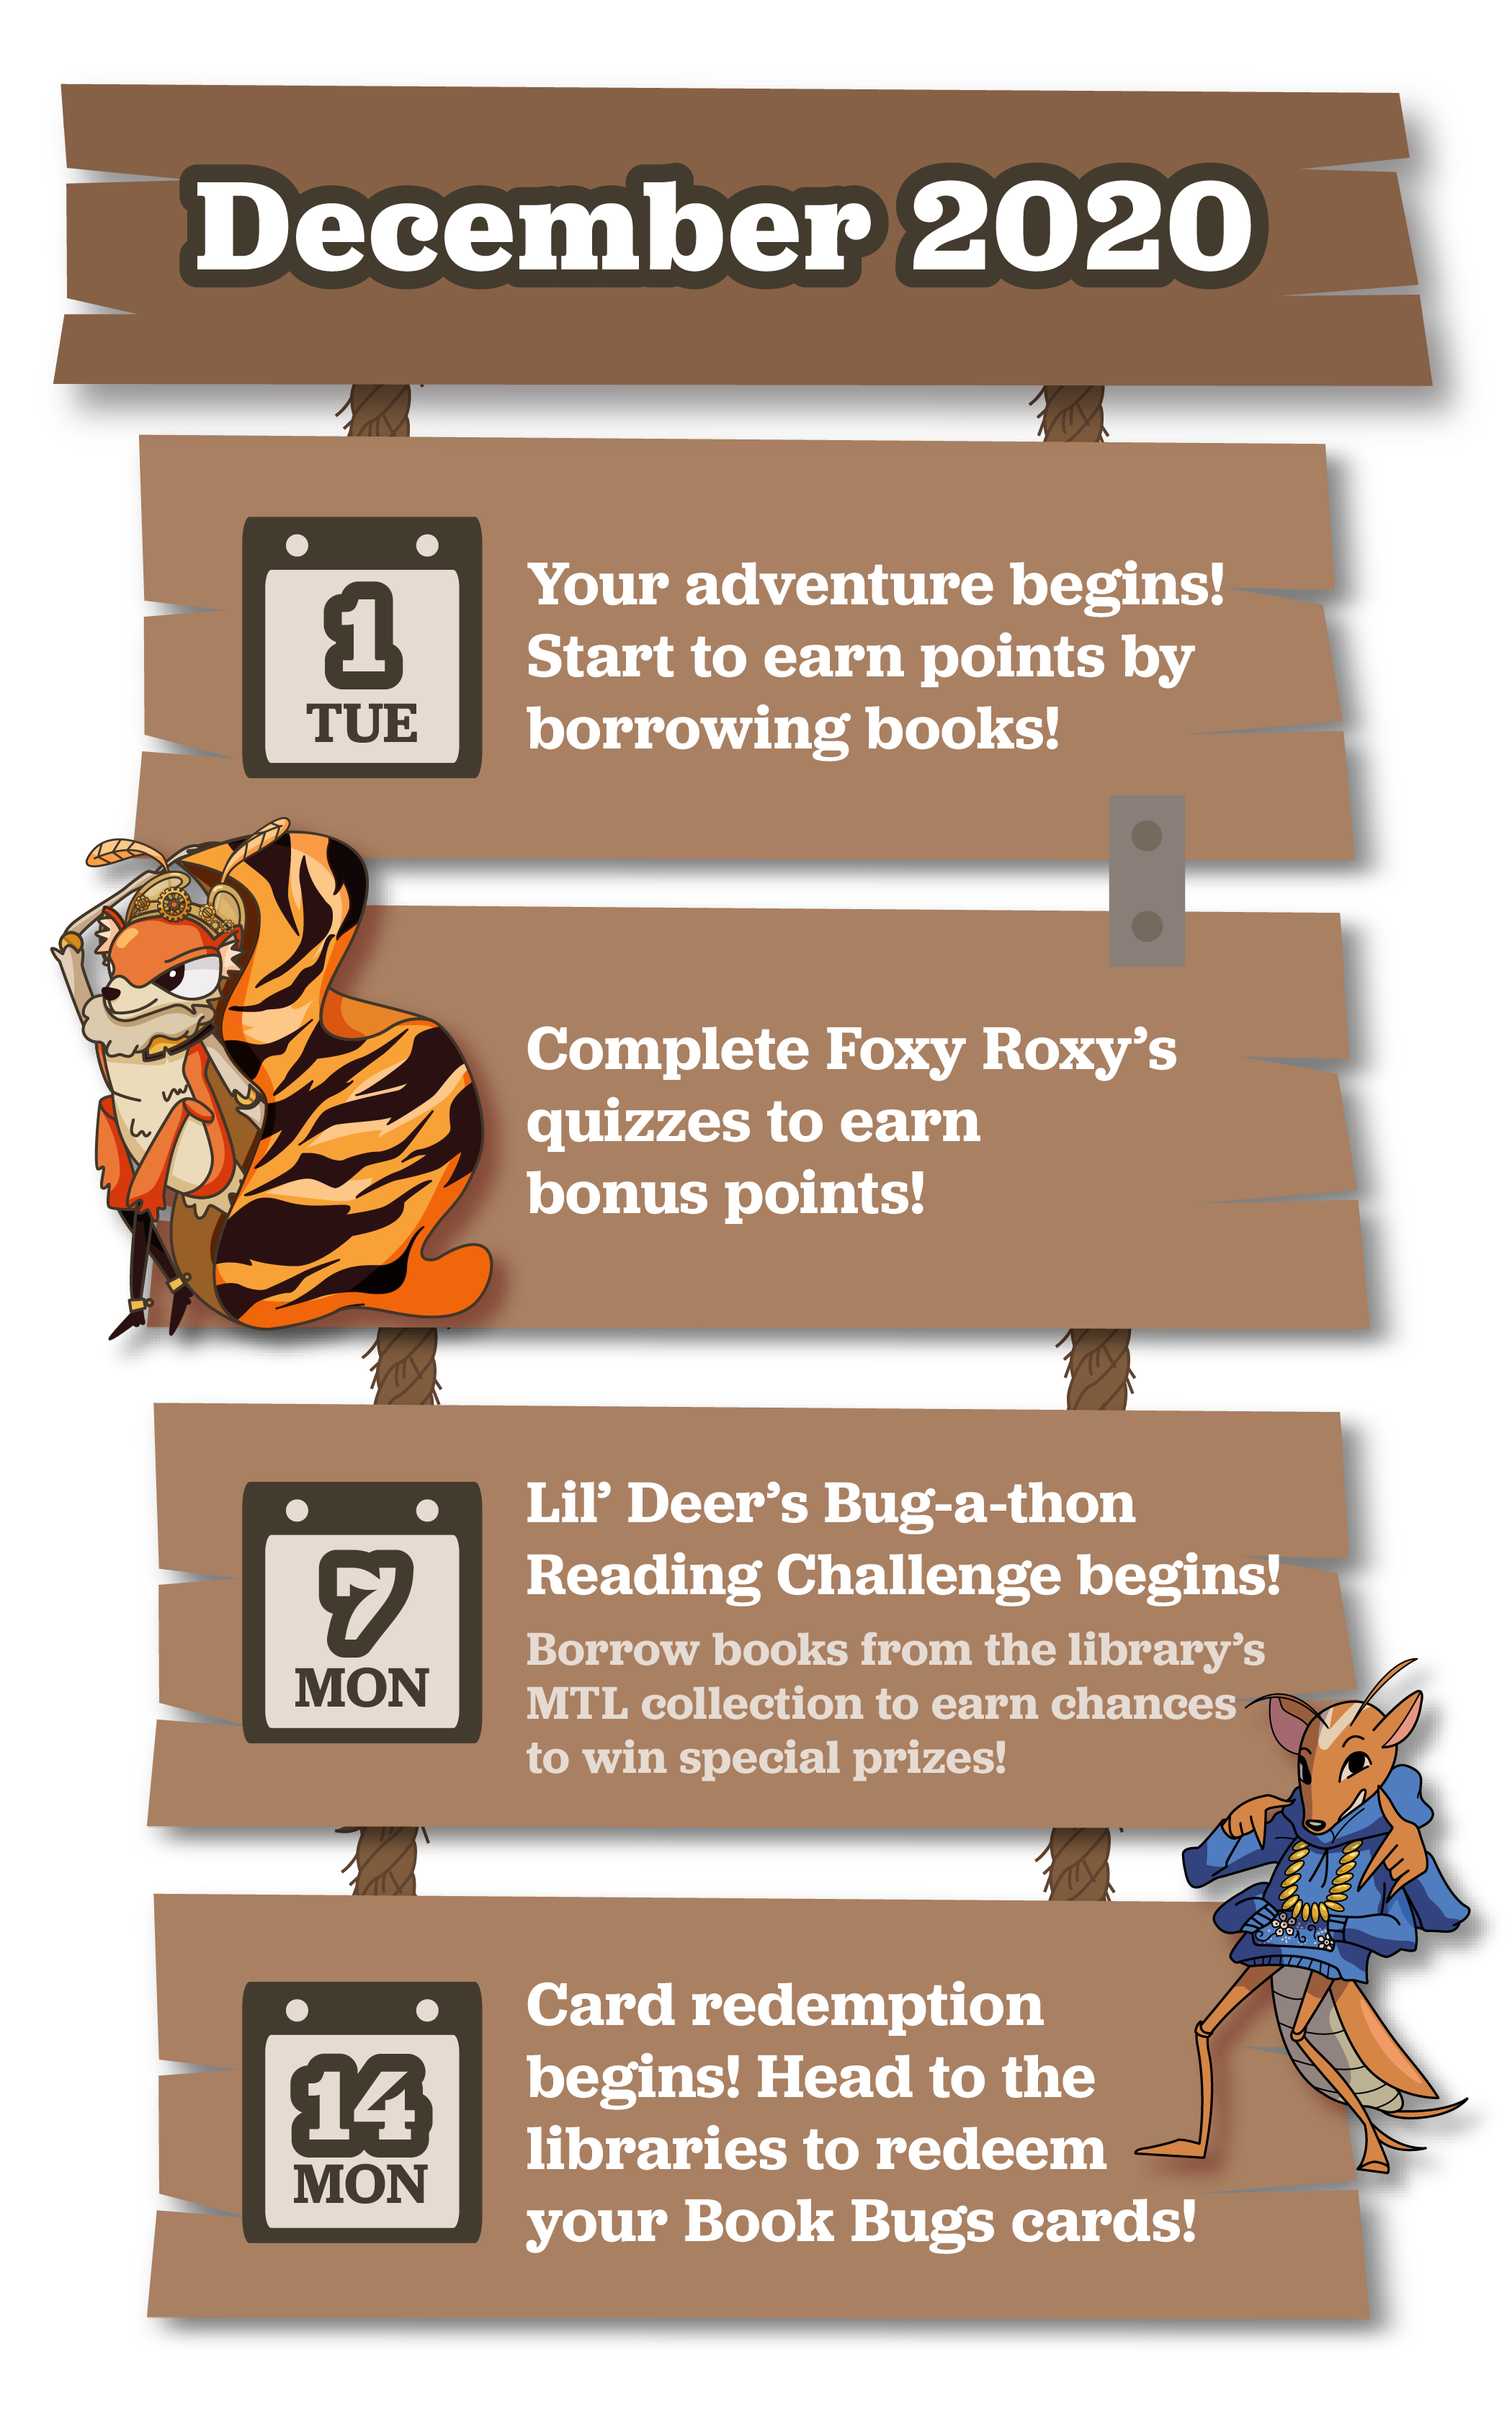 December 2020
1
TUE
Your adventure begins!
Start to earn points by
borrowing books!
Complete Foxy Roxy’s
quizzes to earn
bonus points!
7
MON
Lil’ Deer’s Bug-a-thon
Reading Challenge begins!
Borrow books from the library’s
MTL collection to earn chances
to win special prizes!
14
MON
Card redemption
begins! Head to the
libraries to redeem
your Book Bugs cards!